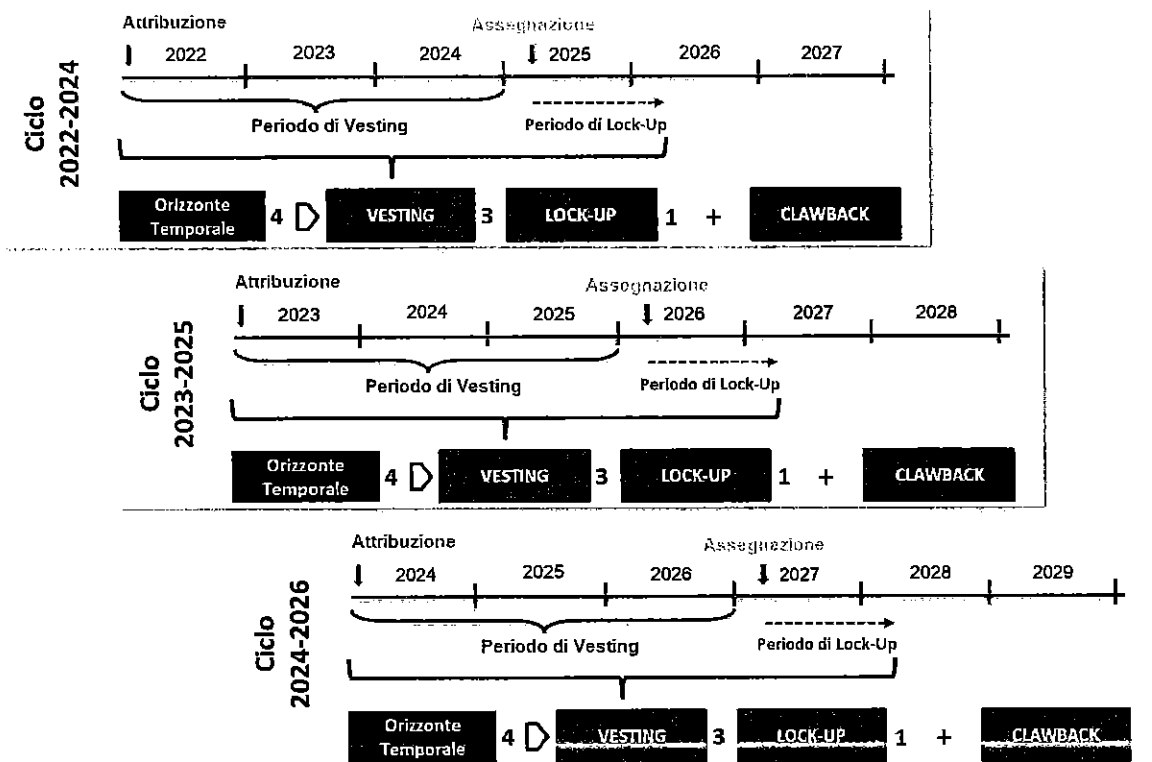 Attribuzione Assegnazione
2022 2023 2024 2025 2026 2027
Ciclo
2022-2024
Periodo di Vesting Periodo di Lock-Up
Orizzonte
Temporale 4 VESTING 3 LOCK-UP 1 + CLAWBACK
Attribuzione Assegnazione
2023 2024 2025 2026 2027 2028
Ciclo
2023-2025
Periodo di Vesting Periodo di Lock-Up
Orizzonte
Temporale 4 VESTING 3 LOCK-UP 1 + CLAWBACK
Attribuzione Assegnazione
2024 2025 2026 2027 2028 2029
Ciclo
2024-2026
Periodo di Vesting Periodo di Lock-Up
Orizzonte
Temporale 4 VESTING 3 LOCK-UP 1 + CLAWBACK